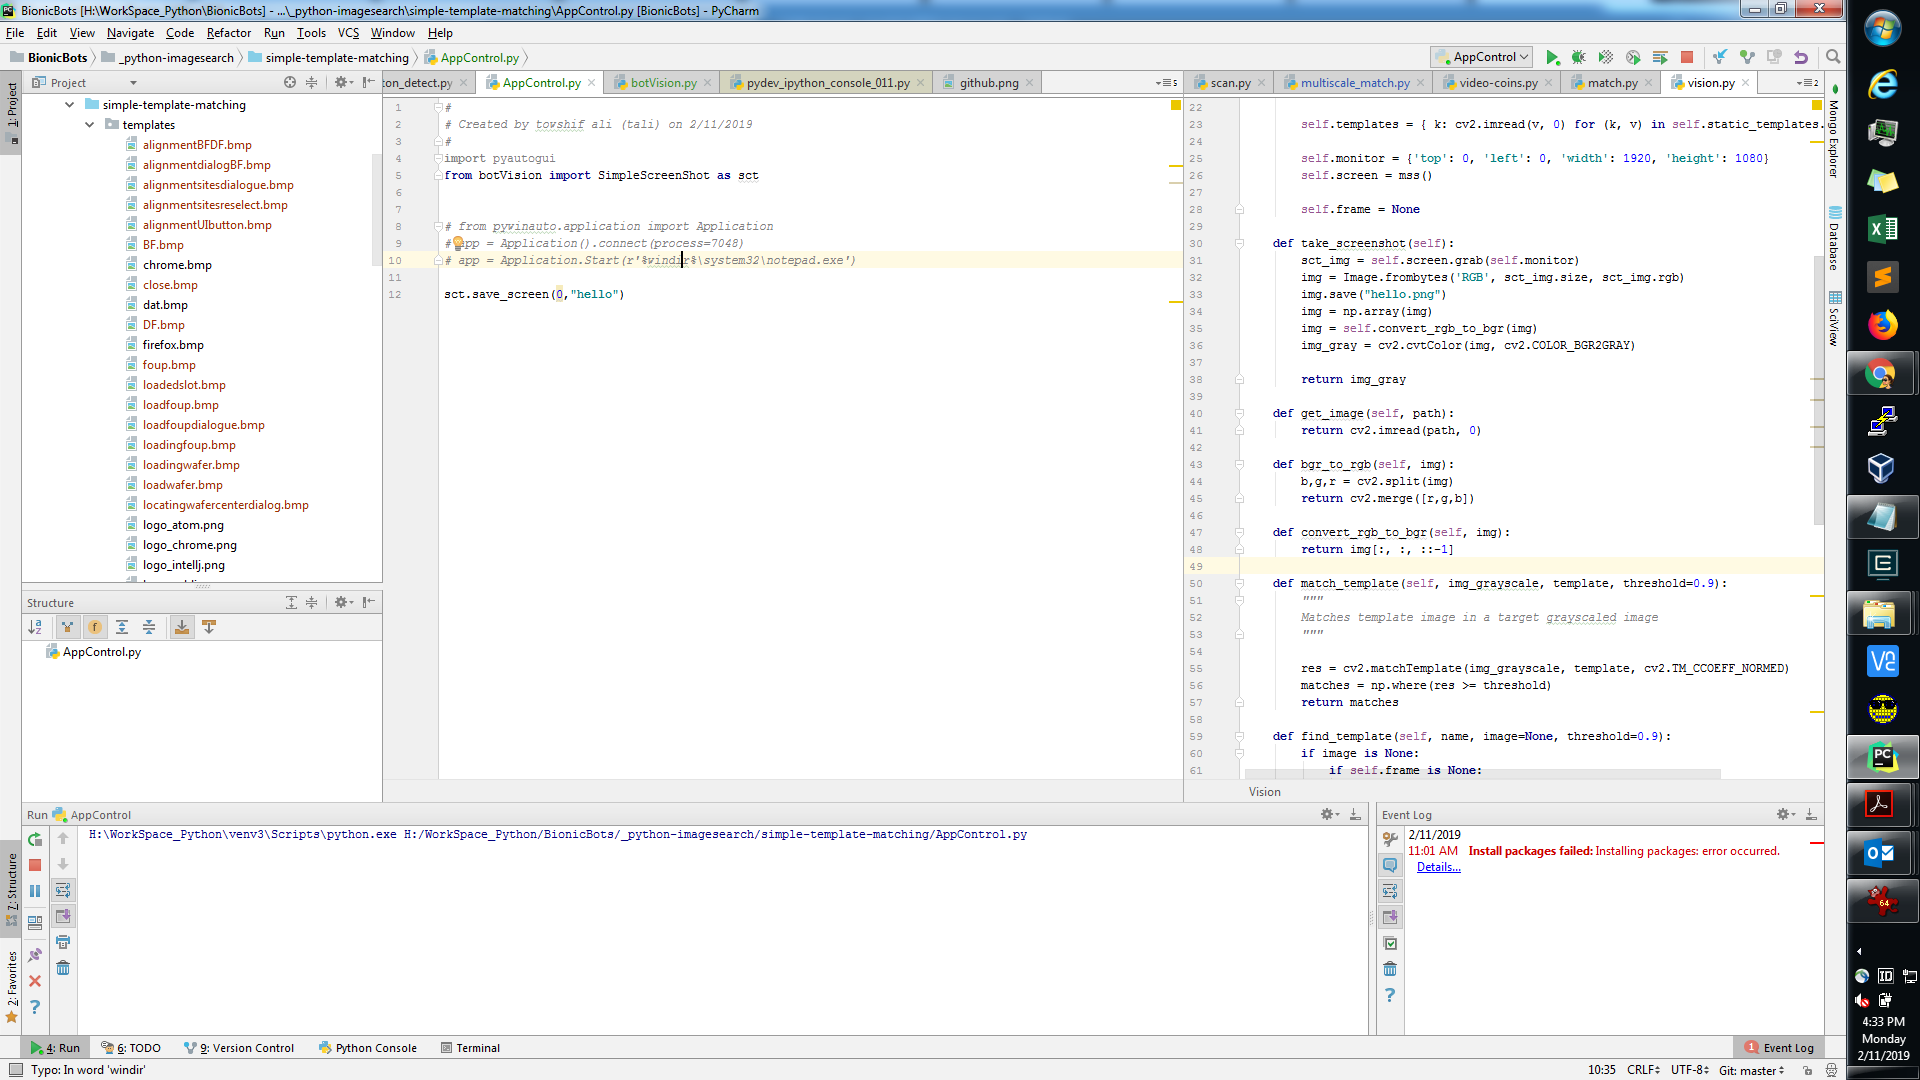 BionicBots [H:\WorkSpace_Python\BionicBots] - ...\_python-imagesearch\simple-template-matching\AppControl.py [BionicBots] - PyCharm
File Edit View Navigate Code Refactor Run Tools VCS Window Help
BionicBots _python-imagesearch simple-template-matching AppControl.py
AppControl
1: Project
Project
simple-template-matching
templates
alignmentBFDF.bmp
alignmentdialogBF.bmp
alignmentsitesdialogue.bmp
alignmentsitesreselect.bmp
alignmentUIbutton.bmp
BF.bmp
chrome.bmp
close.bmp
dat.bmp
DF.bmp
firefox.bmp
foup.bmp
loadedslot.bmp
loadfoup.bmp
loadfoupdialogue.bmp
loadingfoup.bmp
loadingwafer.bmp
loadwafer.bmp
locatingwafercenterdialog.bmp
logo_atom.png
logo_chrome.png
logo_intellj.png
Structure
AppControl.py
ton_detect.py AppControl.py botVision.py pydev_ipython_console_011.py github.png 5
1 #
2 # Created by towshif ali (tali) on 2/11/2019
3 #
4 import pyautogui
5 from botVision import SimpleScreenShot as sct
6
7
8 # from pywinauto.application import Application
9 # app = Application().connect(process=7048)
10 # app = Application.Start(r'%windir%\system32\notepad.exe')
11
12 sct.save_screen(0,"hello")
scan.py multiscale_match.py video-coins.py match.py vision.py 2
22
23 self.templates = { k: cv2.imread(v, 0) for (k, v) in self.static_templates.
24
25 self.monitor = {'top': 0, 'left': 0, 'width': 1920, 'height': 1080}
26 self.screen = mss()
27
28 self.frame = None
29
30 def take_screenshot(self):
31 sct_img = self.screen.grab(self.monitor)
32 img = Image.frombytes('RGB', sct_img.size, sct_img.rgb)
33 img.save("hello.png")
34 img = np.array(img)
35 img = self.convert_rgb_to_bgr(img)
36 img_gray = cv2.cvtColor(img, cv2.COLOR_BGR2GRAY)
37
38 return img_gray
39
40 def get_image(self, path):
41 return cv2.imread(path, 0)
42
43 def bgr_to_rgb(self, img):
44 b,g,r = cv2.split(img)
45 return cv2.merge([r,g,b])
46
47 def convert_rgb_to_bgr(self, img):
48 return img[:, :, ::-1]
49
50 def match_template(self, img_grayscale, template, threshold=0.9):
51 """
52 Matches template image in a target grayscaled image
53 """
54
55 res = cv2.matchTemplate(img_grayscale, template, cv2.TM_CCOEFF_NORMED)
56 matches = np.where(res >= threshold)
57 return matches
58
59 def find_template(self, name, image=None, threshold=0.9):
60 if image is None:
61 if self.frame is None:
Vision
Mongo Explorer
Database
SciView
7: Structure
2: Favorites
Run AppControl
H:\WorkSpace_Python\venv3\Scripts\python.exe H:/WorkSpace_Python/BionicBots/_python-imagesearch/simple-template-matching/AppControl.py
Event Log
2/11/2019
11:01 AM Install packages failed: Installing packages: error occurred.
Details...
4: Run 6: TODO 9: Version Control Python Console Terminal
1 Event Log
Typo: In word 'windir'
10:35 CRLF UTF-8 Git: master
64
4:33 PM
Monday
2/11/2019